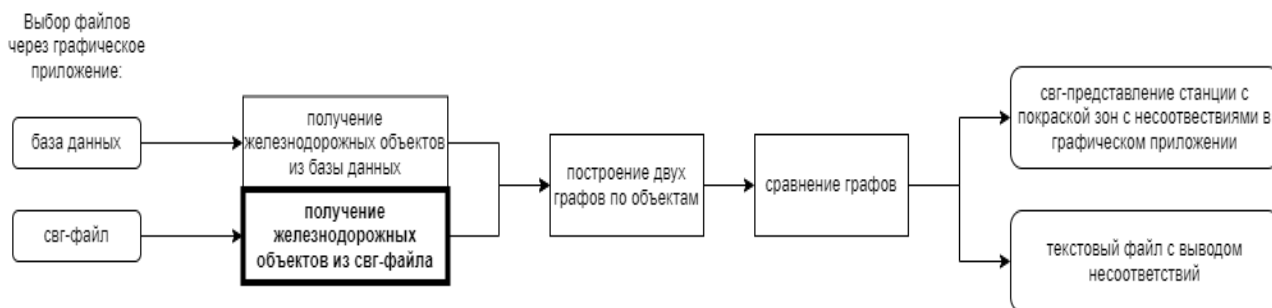 Выбор файлов
через графическое
приложение:
база данных
получение
железнодорожных объектов
из базы данных
свг-файл
получение
железнодорожных
объектов из свг-файла
построение двух
графов по объектам
сравнение графов
свг-представление станции с
покраской зон с несоотвествиями в
графическом приложении
текстовый файл с выводом
несоответствий